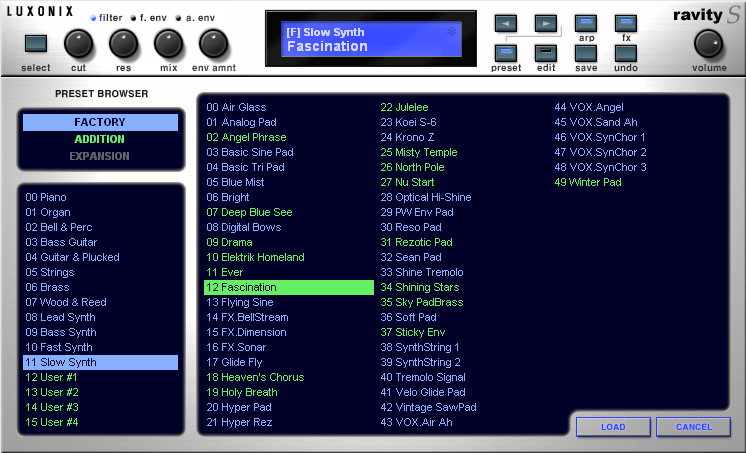 LUXONIX
filter f. env a. env
select cut res mix env amnt
[F] Slow Synth
Fascination
arp fx
preset edit save undo
ravity S
volume
PRESET BROWSER
FACTORY
ADDITION
EXPANSION
00 Piano
01 Organ
02 Bell & Perc
03 Bass Guitar
04 Guitar & Plucked
05 Strings
06 Brass
07 Wood & Reed
08 Lead Synth
09 Bass Synth
10 Fast Synth
11 Slow Synth
12 User #1
13 User #2
14 User #3
15 User #4
00 Air Glass
01 Analog Pad
02 Angel Phrase
03 Basic Sine Pad
04 Basic Tri Pad
05 Blue Mist
06 Bright
07 Deep Blue See
08 Digital Bows
09 Drama
10 Elektrik Homeland
11 Ever
12 Fascination
13 Flying Sine
14 FX.BellStream
15 FX.Dimension
16 FX.Sonar
17 Glide Fly
18 Heaven's Chorus
19 Holy Breath
20 Hyper Pad
21 Hyper Rez
22 Julelee
23 Koei S-6
24 Krono Z
25 Misty Temple
26 North Pole
27 Nu Start
28 Optical Hi-Shine
29 PW Env Pad
30 Reso Pad
31 Rezotic Pad
32 Sean Pad
33 Shine Tremolo
34 Shining Stars
35 Sky PadBrass
36 Soft Pad
37 Sticky Env
38 SynthString 1
39 SynthString 2
40 Tremolo Signal
41 Velo Glide Pad
42 Vintage SawPad
43 VOX.Air Ah
44 VOX.Angel
45 VOX.Sand Ah
46 VOX.SynChor 1
47 VOX.SynChor 2
48 VOX.SynChor 3
49 Winter Pad
LOAD CANCEL